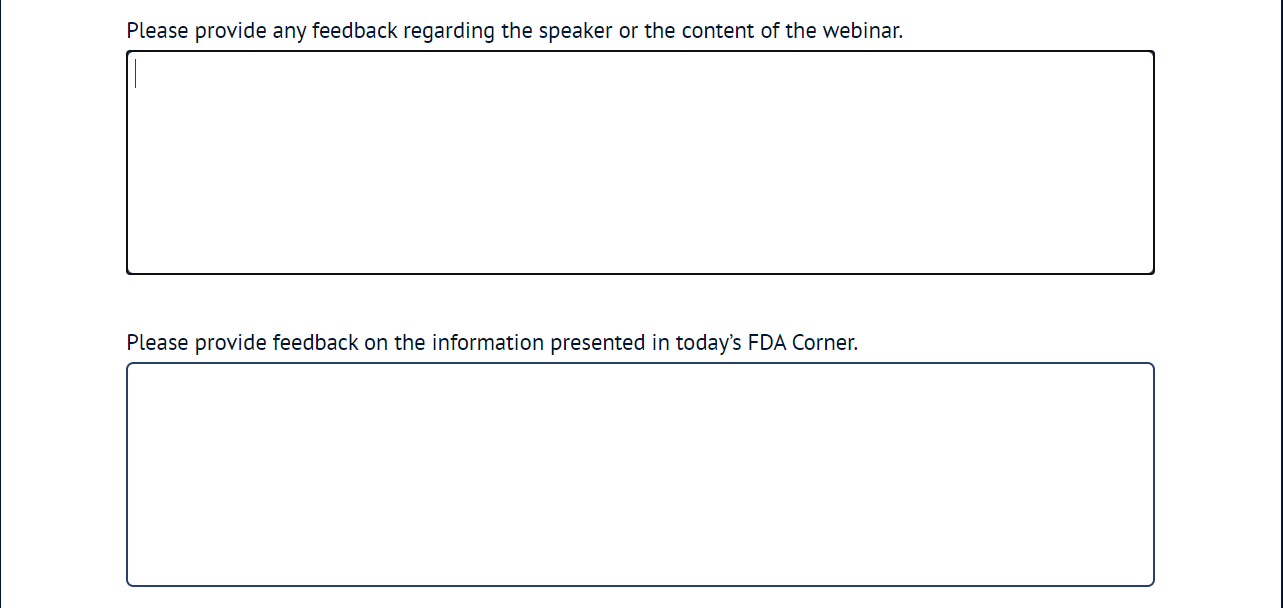 Please provide any feedback regarding the speaker or the content of the webinar.
Please provide feedback on the information presented in today’s FDA Corner.